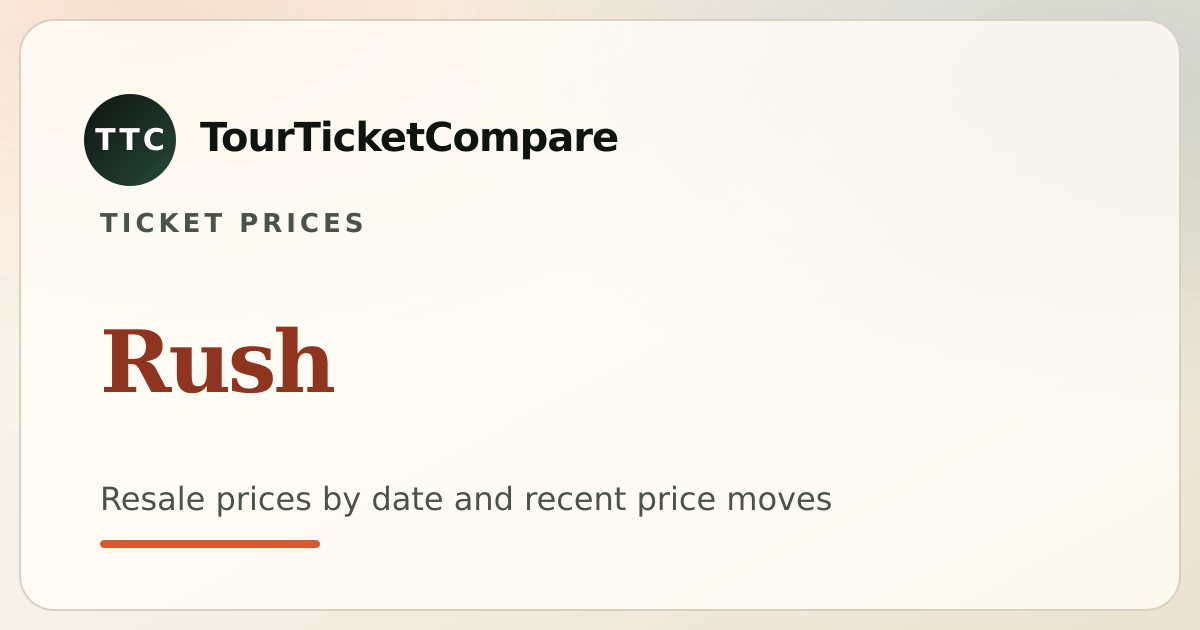 TTC TourTicketCompare
TICKET PRICES
Rush
Resale prices by date and recent price moves